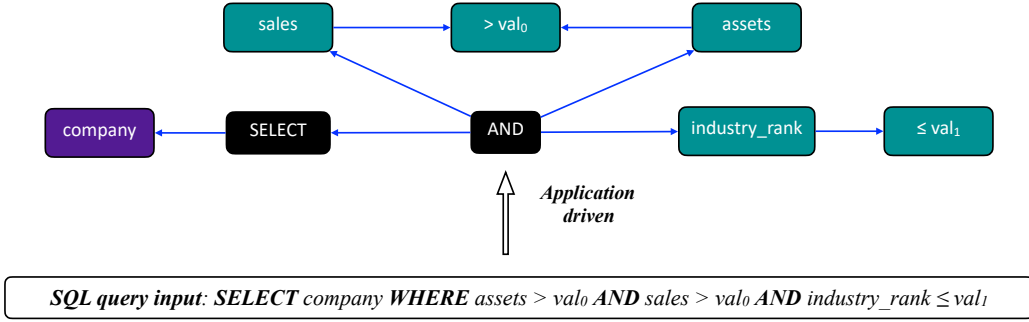 sales > val₀ assets
company SELECT AND industry_rank ≤ val₁
Application
driven
SQL query input: SELECT company WHERE assets > val₀ AND sales > val₀ AND industry_rank ≤ val₁